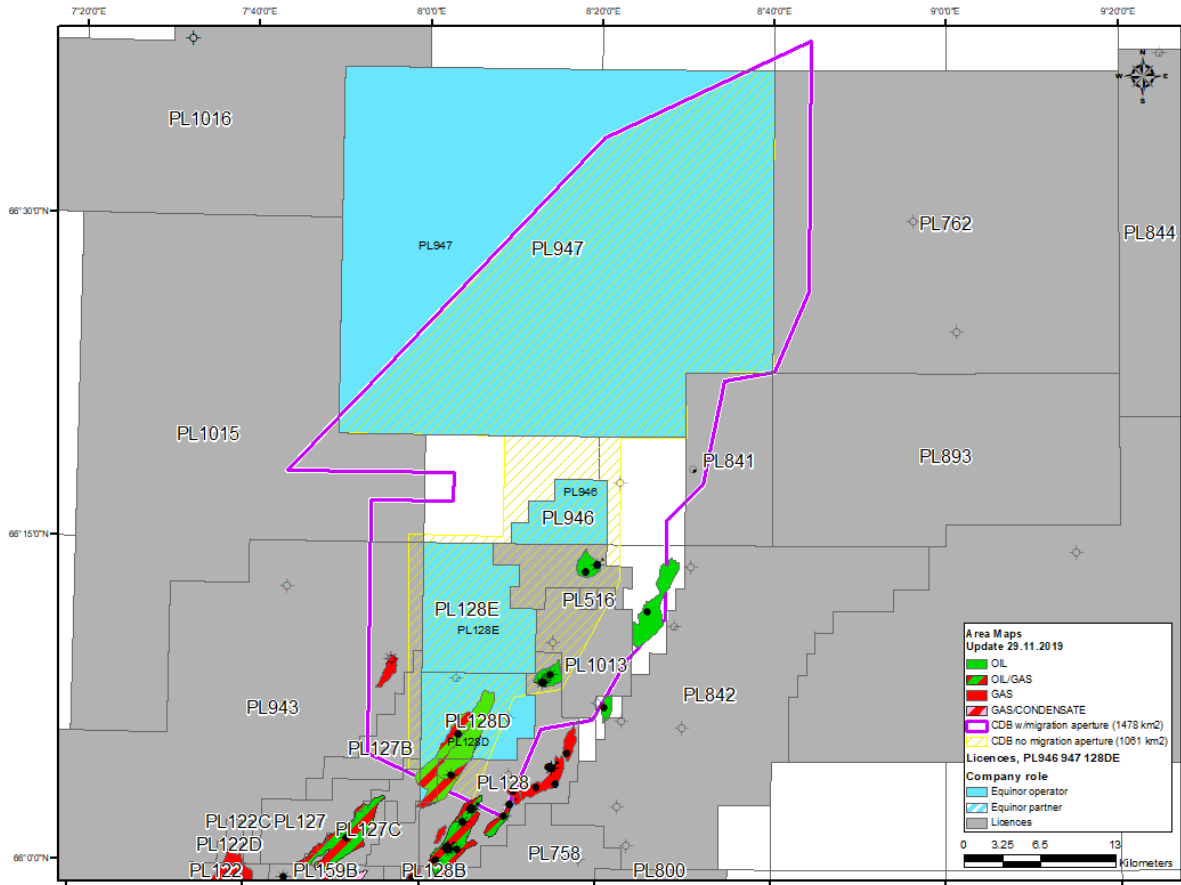 7°20'0"E
7°40'0"E
8°0'0"E
8°20'0"E
8°40'0"E
9°0'0"E
9°20'0"E
N
W
E
S
PL1016
66°30'0"N
PL762
PL844
PL947
PL947
PL1015
PL841
PL893
PL946
PL946
66°15'0"N
PL516
PL128E
PL128E
PL1013
PL943
PL842
PL128D
PL128D
PL127B
PL128
PL122C
PL127
PL127C
PL122D
PL758
66°0'0"N
PL122
PL159B
PL128B
PL800
Area Maps
Update 29.11.2019
OIL
OIL/GAS
GAS
GAS/CONDENSATE
CDB w/migration aperture (1478 km2)
CDB no migration aperture (1061 km2)
Licences, PL946 947 128DE
Company role
Equinor operator
Equinor partner
Licences
0 3.25 6.5 13
Kilometers